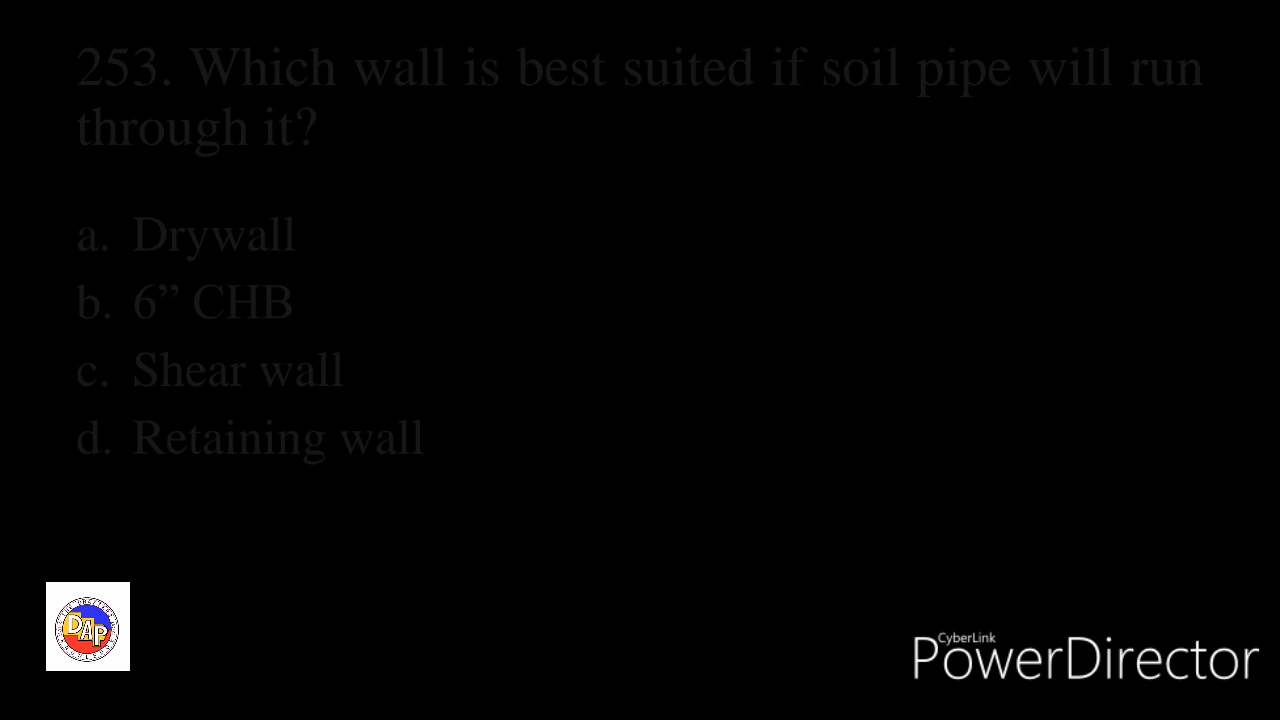 253. Which wall is best suited if soil pipe will run
through it?
a. Drywall
b. 6” CHB
c. Shear wall
d. Retaining wall
DAP
CyberLink
PowerDirector